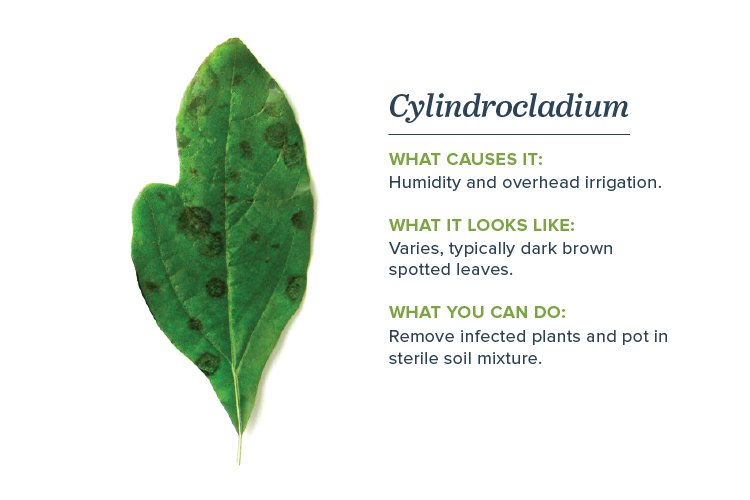 Cylindrocladium
WHAT CAUSES IT:
Humidity and overhead irrigation.
WHAT IT LOOKS LIKE:
Varies, typically dark brown
spotted leaves.
WHAT YOU CAN DO:
Remove infected plants and pot in
sterile soil mixture.